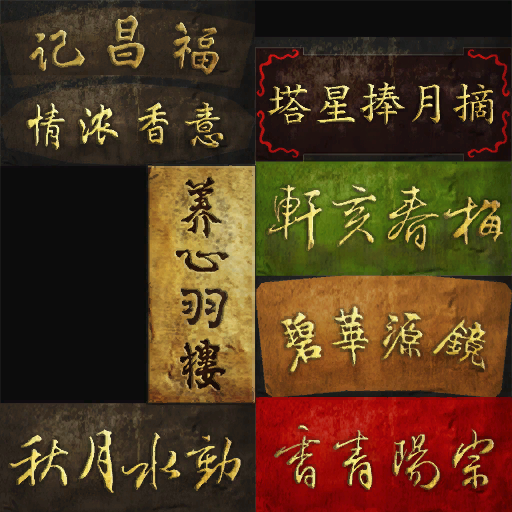 福昌记
意香浓情
摘月捧星塔
养心羽樓
梅春亥軒
鏡源華碧
動水月秋
宗陽青香